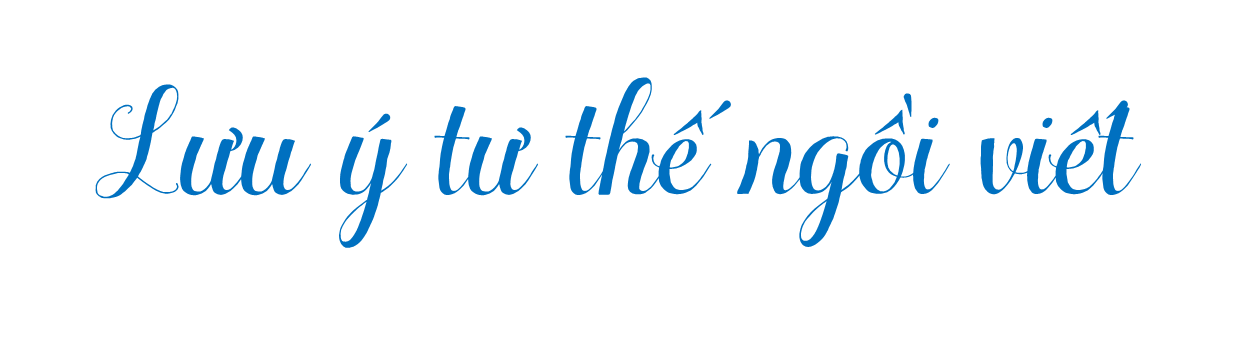 Lưu ý tư thế ngồi viết